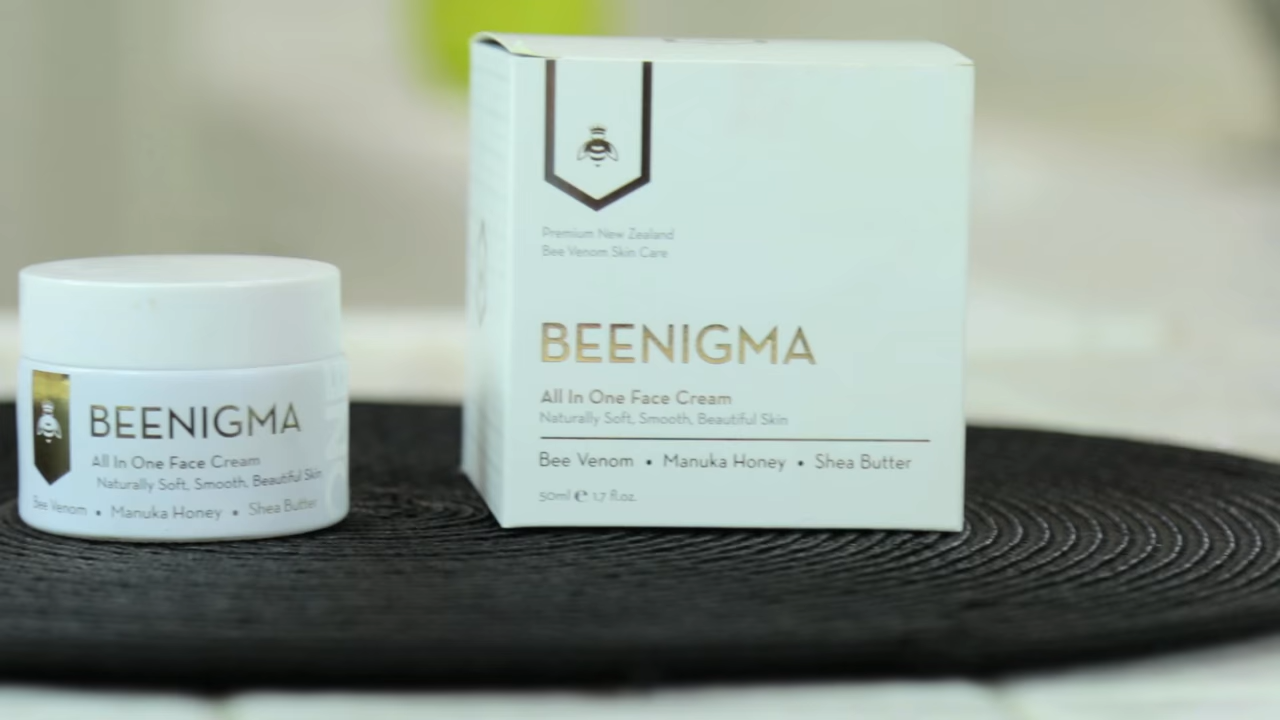 BEENIGMA
All In One Face Cream
Naturally Soft, Smooth, Beautiful Skin
Bee Venom • Manuka Honey • Shea Butter
Premium New Zealand
Bee Venom Skin Care
BEENIGMA
All In One Face Cream
Naturally Soft, Smooth, Beautiful Skin
Bee Venom • Manuka Honey • Shea Butter
50ml e 1.7 fl.oz.